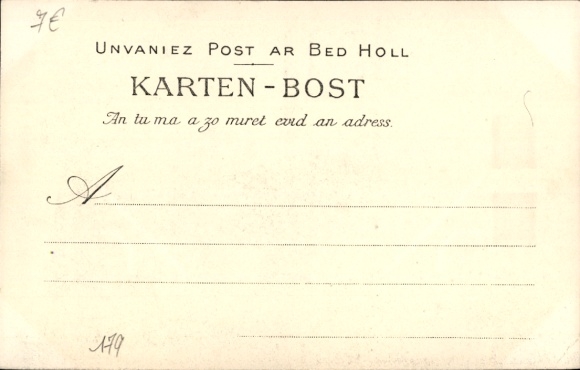 7€
UNVANIEZ POST AR BED HOLL
KARTEN-BOST
An tu ma a zo miret evid an adress.
A
179